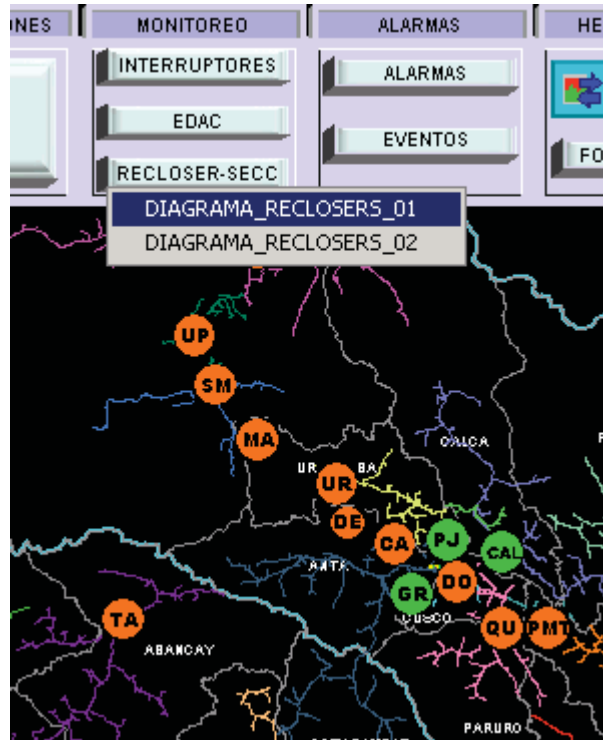 NES MONITOREO ALARMAS HE
INTERRUPTORES ALARMAS
EDAC
EVENTOS
FO
RECLOSER-SECC
DIAGRAMA_RECLOSERS_01
DIAGRAMA_RECLOSERS_02
UP
SM
MA
CALCA
UR BA
UR
DE
CA
PJ
CAL
ANTA
DO
GR
CUSCO
TA
QU
PMT
ABANCAY
PARURO